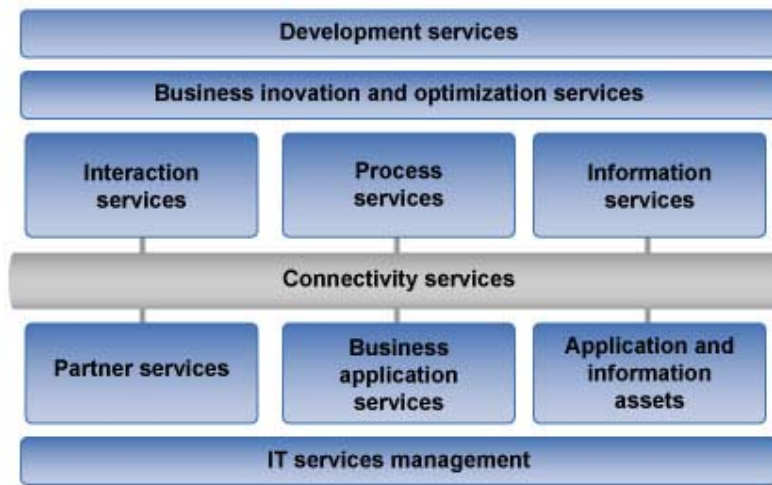 Development services
Business inovation and optimization services
Interaction
services
Process
services
Information
services
Connectivity services
Partner services
Business
application
services
Application and
information
assets
IT services management